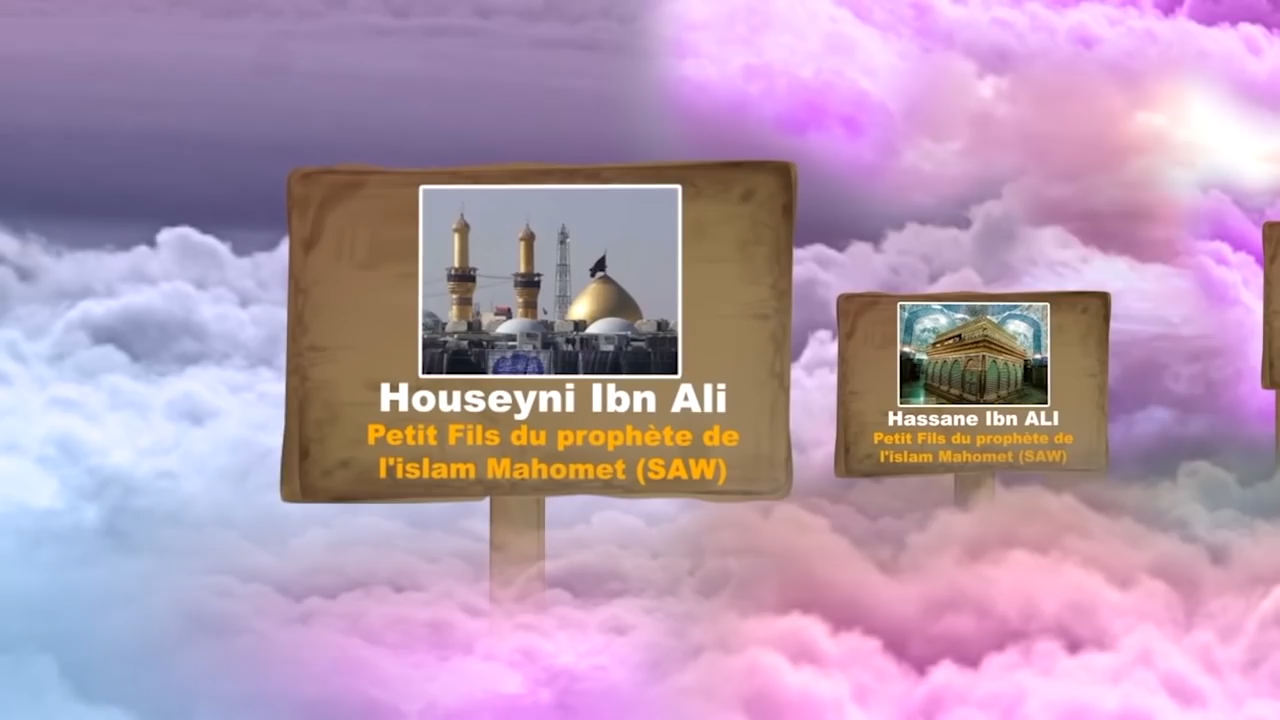 Houseyni Ibn Ali
Petit Fils du prophète de
l'islam Mahomet (SAW)
Hassane Ibn ALI
Petit Fils du prophète de
l'islam Mahomet (SAW)